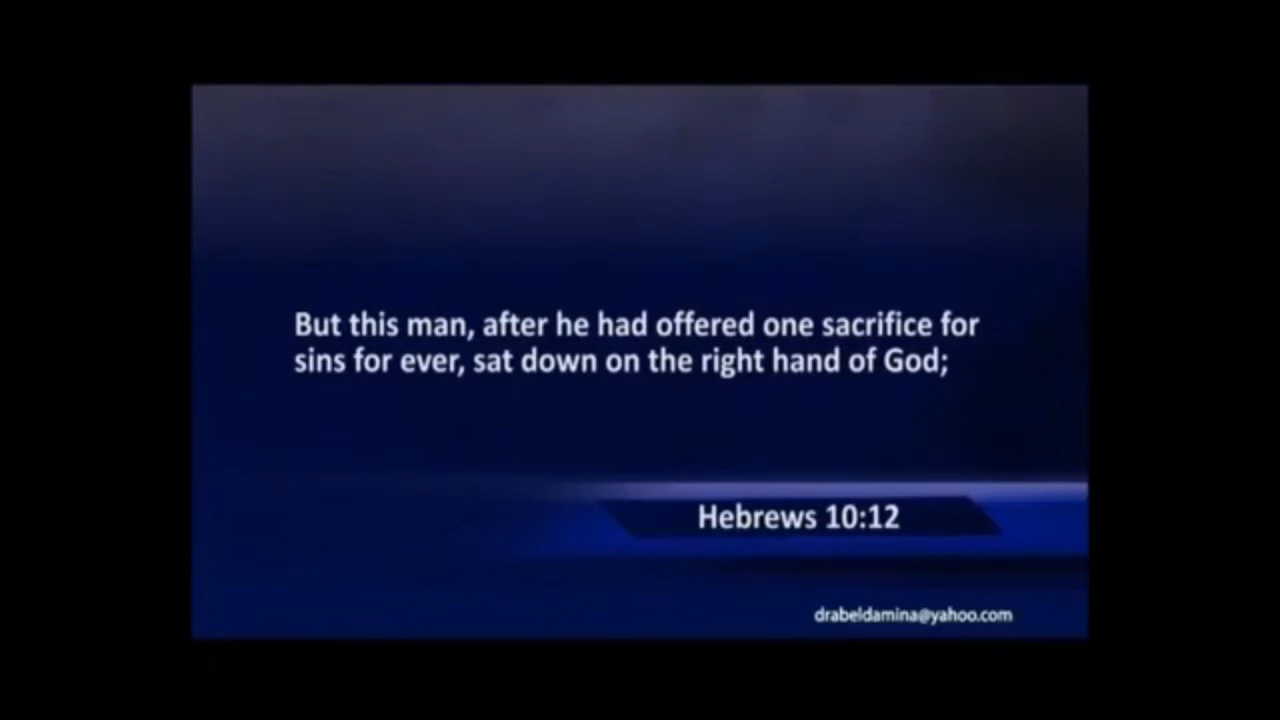 But this man, after he had offered one sacrifice for
sins for ever, sat down on the right hand of God;
Hebrews 10:12
drabeldamina@yahoo.com